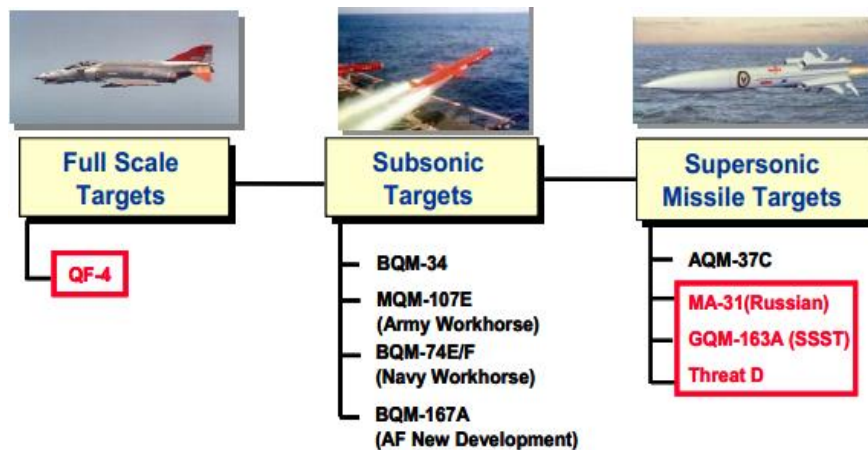 Full Scale
Targets
QF-4
Subsonic
Targets
BQM-34
MQM-107E
(Army Workhorse)
BQM-74E/F
(Navy Workhorse)
BQM-167A
(AF New Development)
Supersonic
Missile Targets
AQM-37C
MA-31(Russian)
GQM-163A (SSST)
Threat D